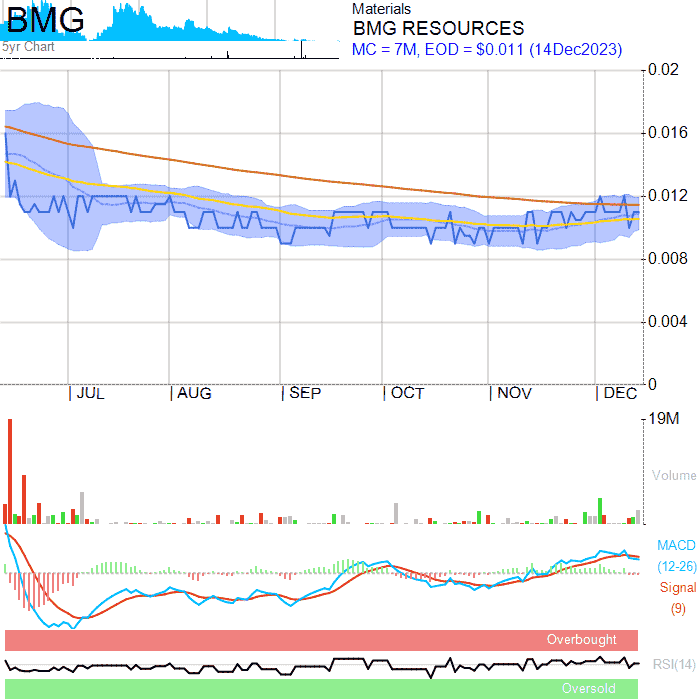 BMG
5yr Chart
Materials
BMG RESOURCES
MC = 7M, EOD = $0.011 (14Dec2023)
0.02
0.016
0.012
0.008
0.004
0
| JUL | AUG | SEP | OCT | NOV | DEC
19M
Volume
MACD
(12-26)
Signal
(9)
Overbought
RSI(14)
Oversold